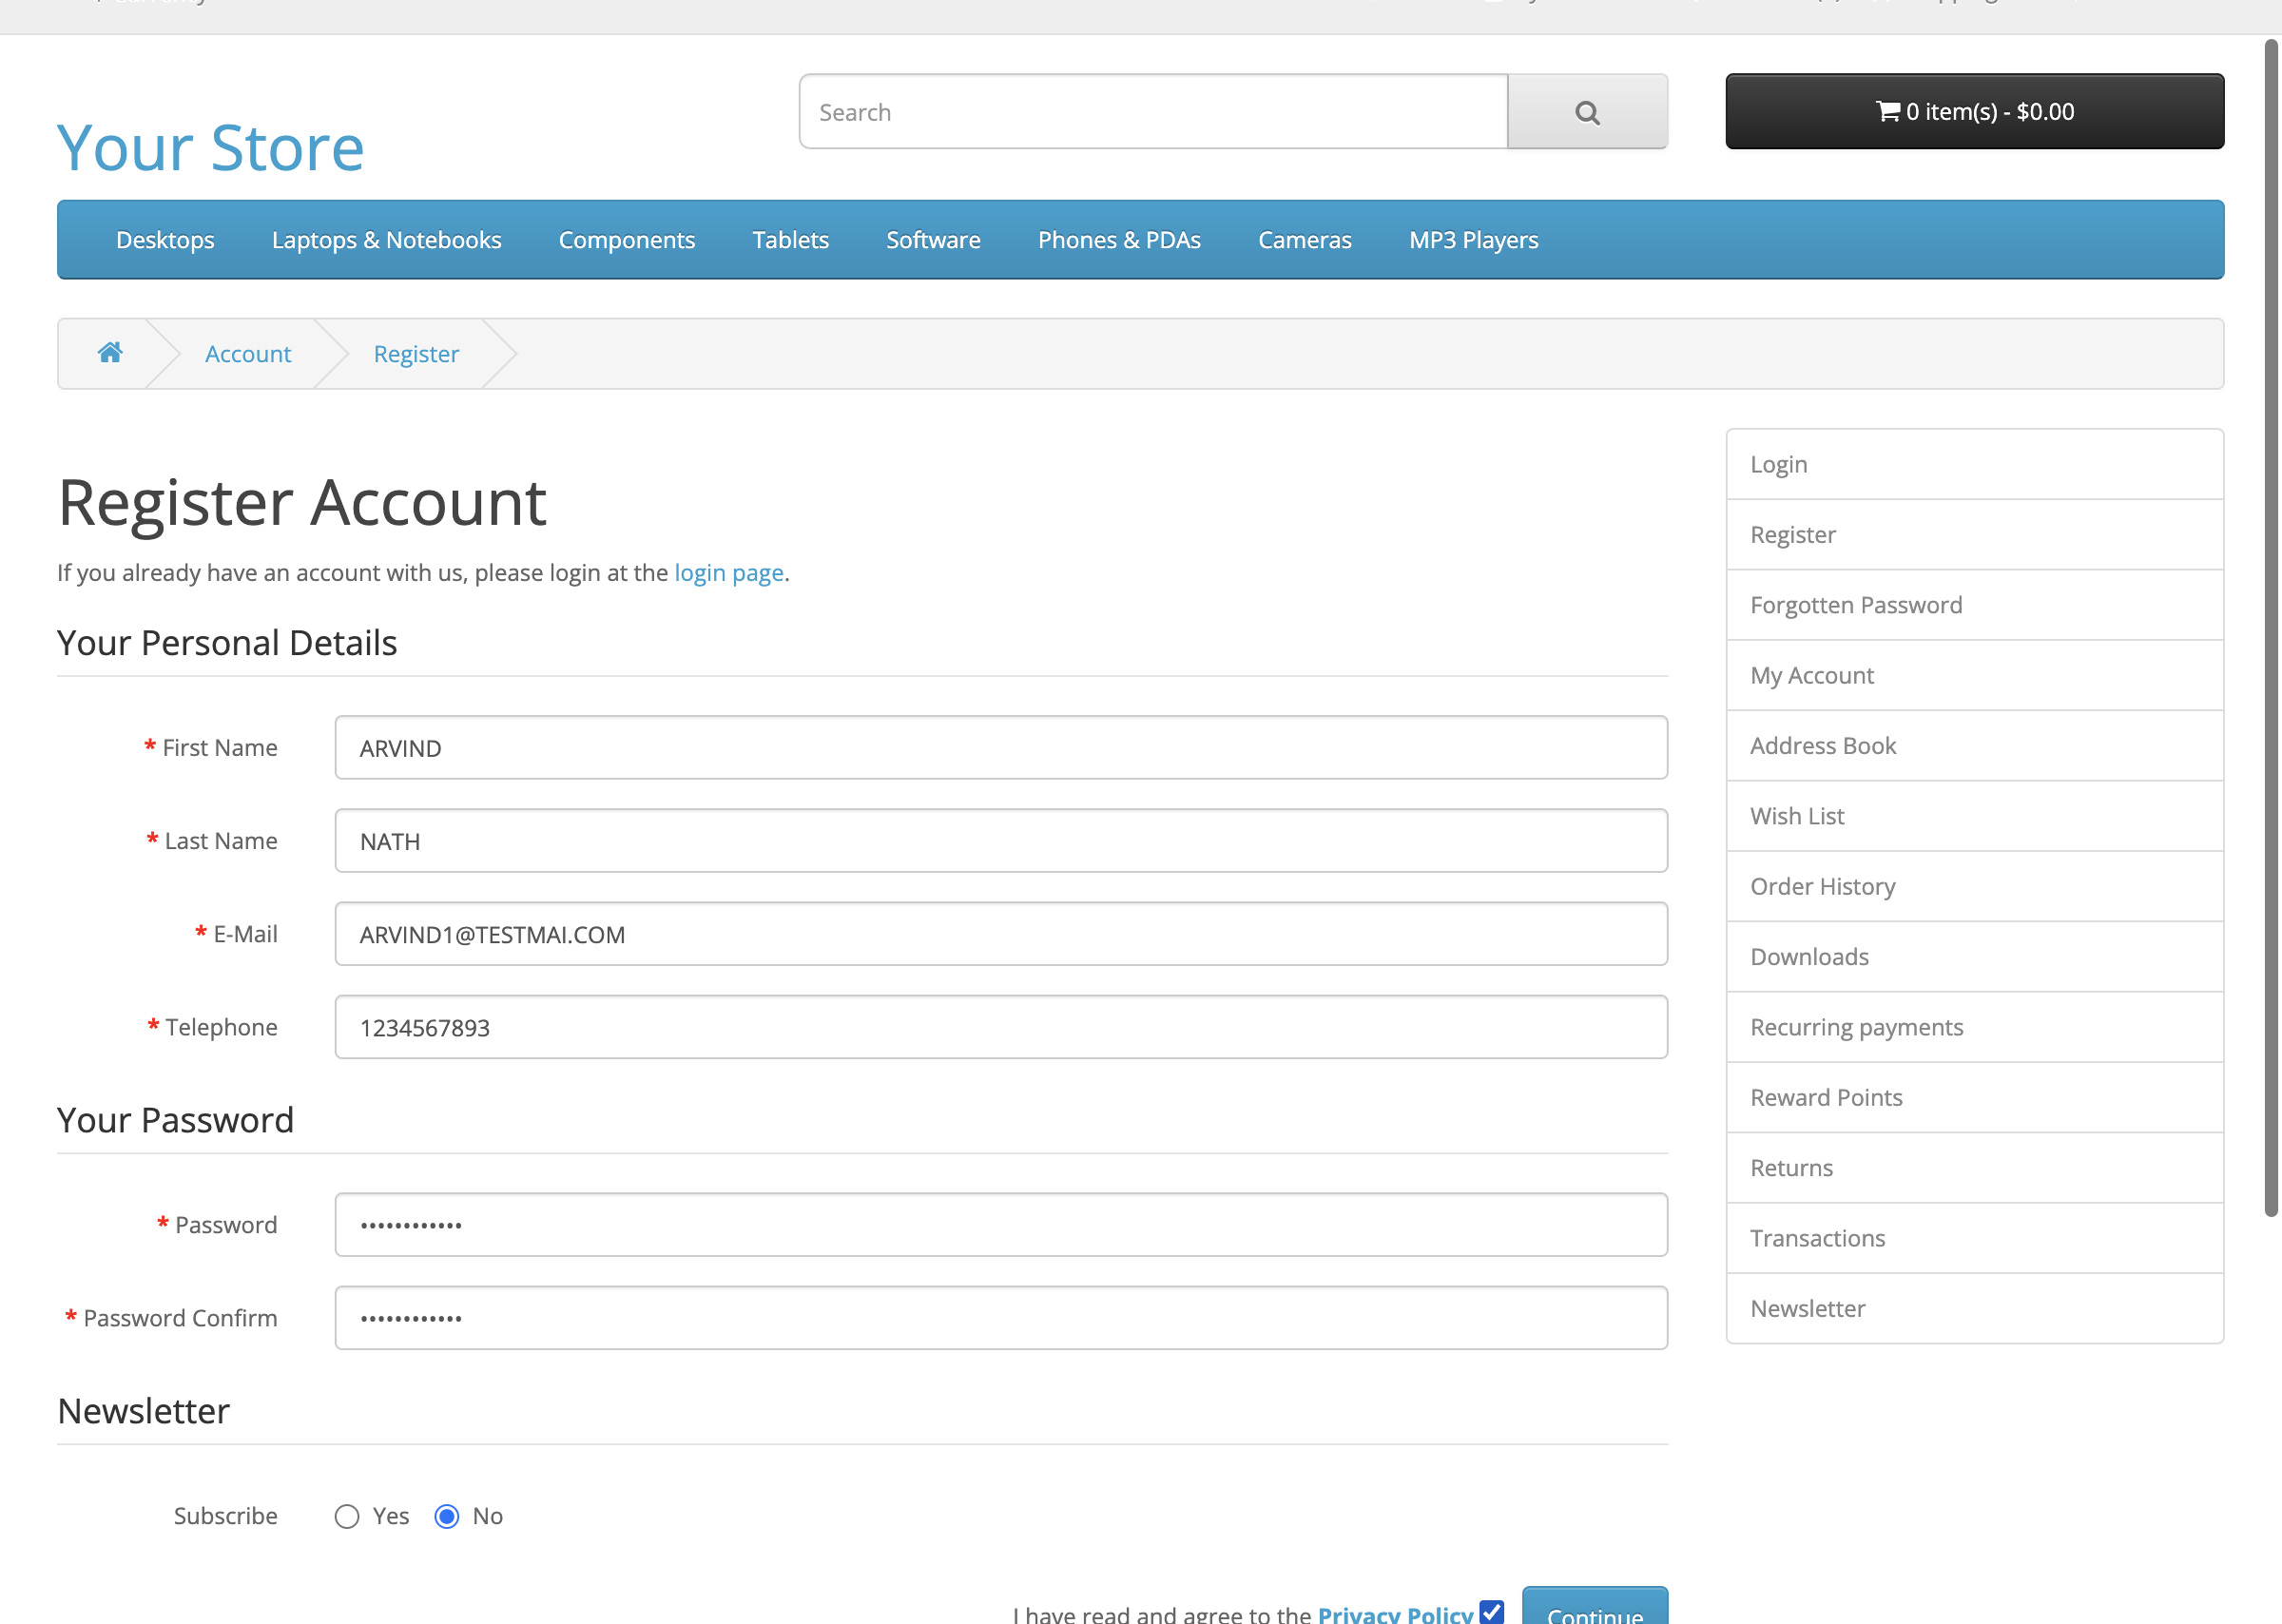 Search
0 item(s) - $0.00
Your Store
Desktops Laptops & Notebooks Components Tablets Software Phones & PDAs Cameras MP3 Players
Account Register
Register Account
If you already have an account with us, please login at the login page.
Your Personal Details
* First Name ARVIND
* Last Name NATH
* E-Mail ARVIND1@TESTMAI.COM
* Telephone 1234567893
Your Password
* Password ••••••••••••
* Password Confirm ••••••••••••
Newsletter
Subscribe Yes No
I have read and agree to the Privacy Policy Continue
Login
Register
Forgotten Password
My Account
Address Book
Wish List
Order History
Downloads
Recurring payments
Reward Points
Returns
Transactions
Newsletter